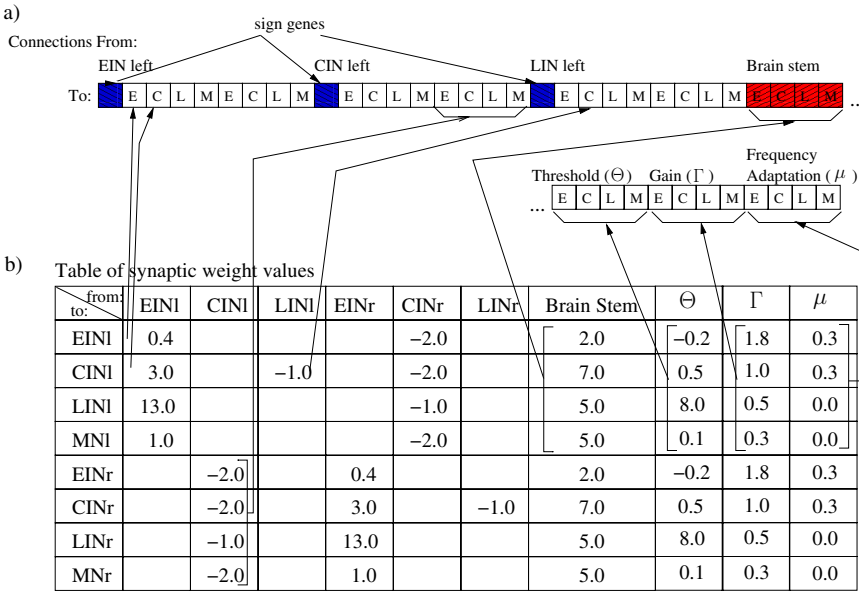 a)
sign genes
Connections From:
EIN left CIN left LIN left Brain stem
To: E C L M E C L M E C L M E C L M E C L M E C L M E C L M ...
Threshold (Θ) Gain (Γ) Frequency Adaptation (μ)
... E C L M E C L M E C L M
b) Table of synaptic weight values
from: to: EINl CINl LINl EINr CINr LINr Brain Stem Θ Γ μ
EINl 0.4 −2.0 2.0 −0.2 1.8 0.3
CINl 3.0 −1.0 −2.0 7.0 0.5 1.0 0.3
LINl 13.0 −1.0 5.0 8.0 0.5 0.0
MNl 1.0 −2.0 5.0 0.1 0.3 0.0
EINr −2.0 0.4 2.0 −0.2 1.8 0.3
CINr −2.0 3.0 −1.0 7.0 0.5 1.0 0.3
LINr −1.0 13.0 5.0 8.0 0.5 0.0
MNr −2.0 1.0 5.0 0.1 0.3 0.0